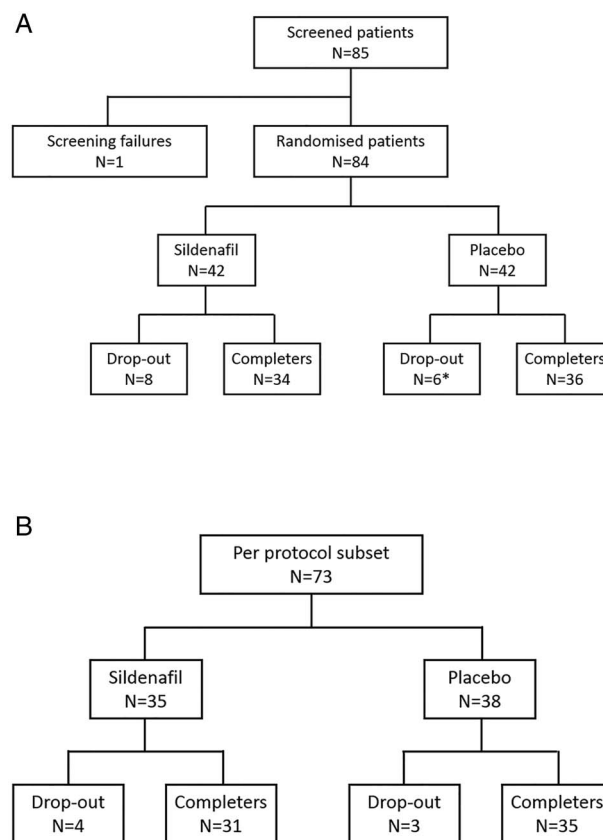 A
Screened patients
N=85
Screening failures
N=1
Randomised patients
N=84
Sildenafil
N=42
Placebo
N=42
Drop-out
N=8
Completers
N=34
Drop-out
N=6*
Completers
N=36
B
Per protocol subset
N=73
Sildenafil
N=35
Placebo
N=38
Drop-out
N=4
Completers
N=31
Drop-out
N=3
Completers
N=35